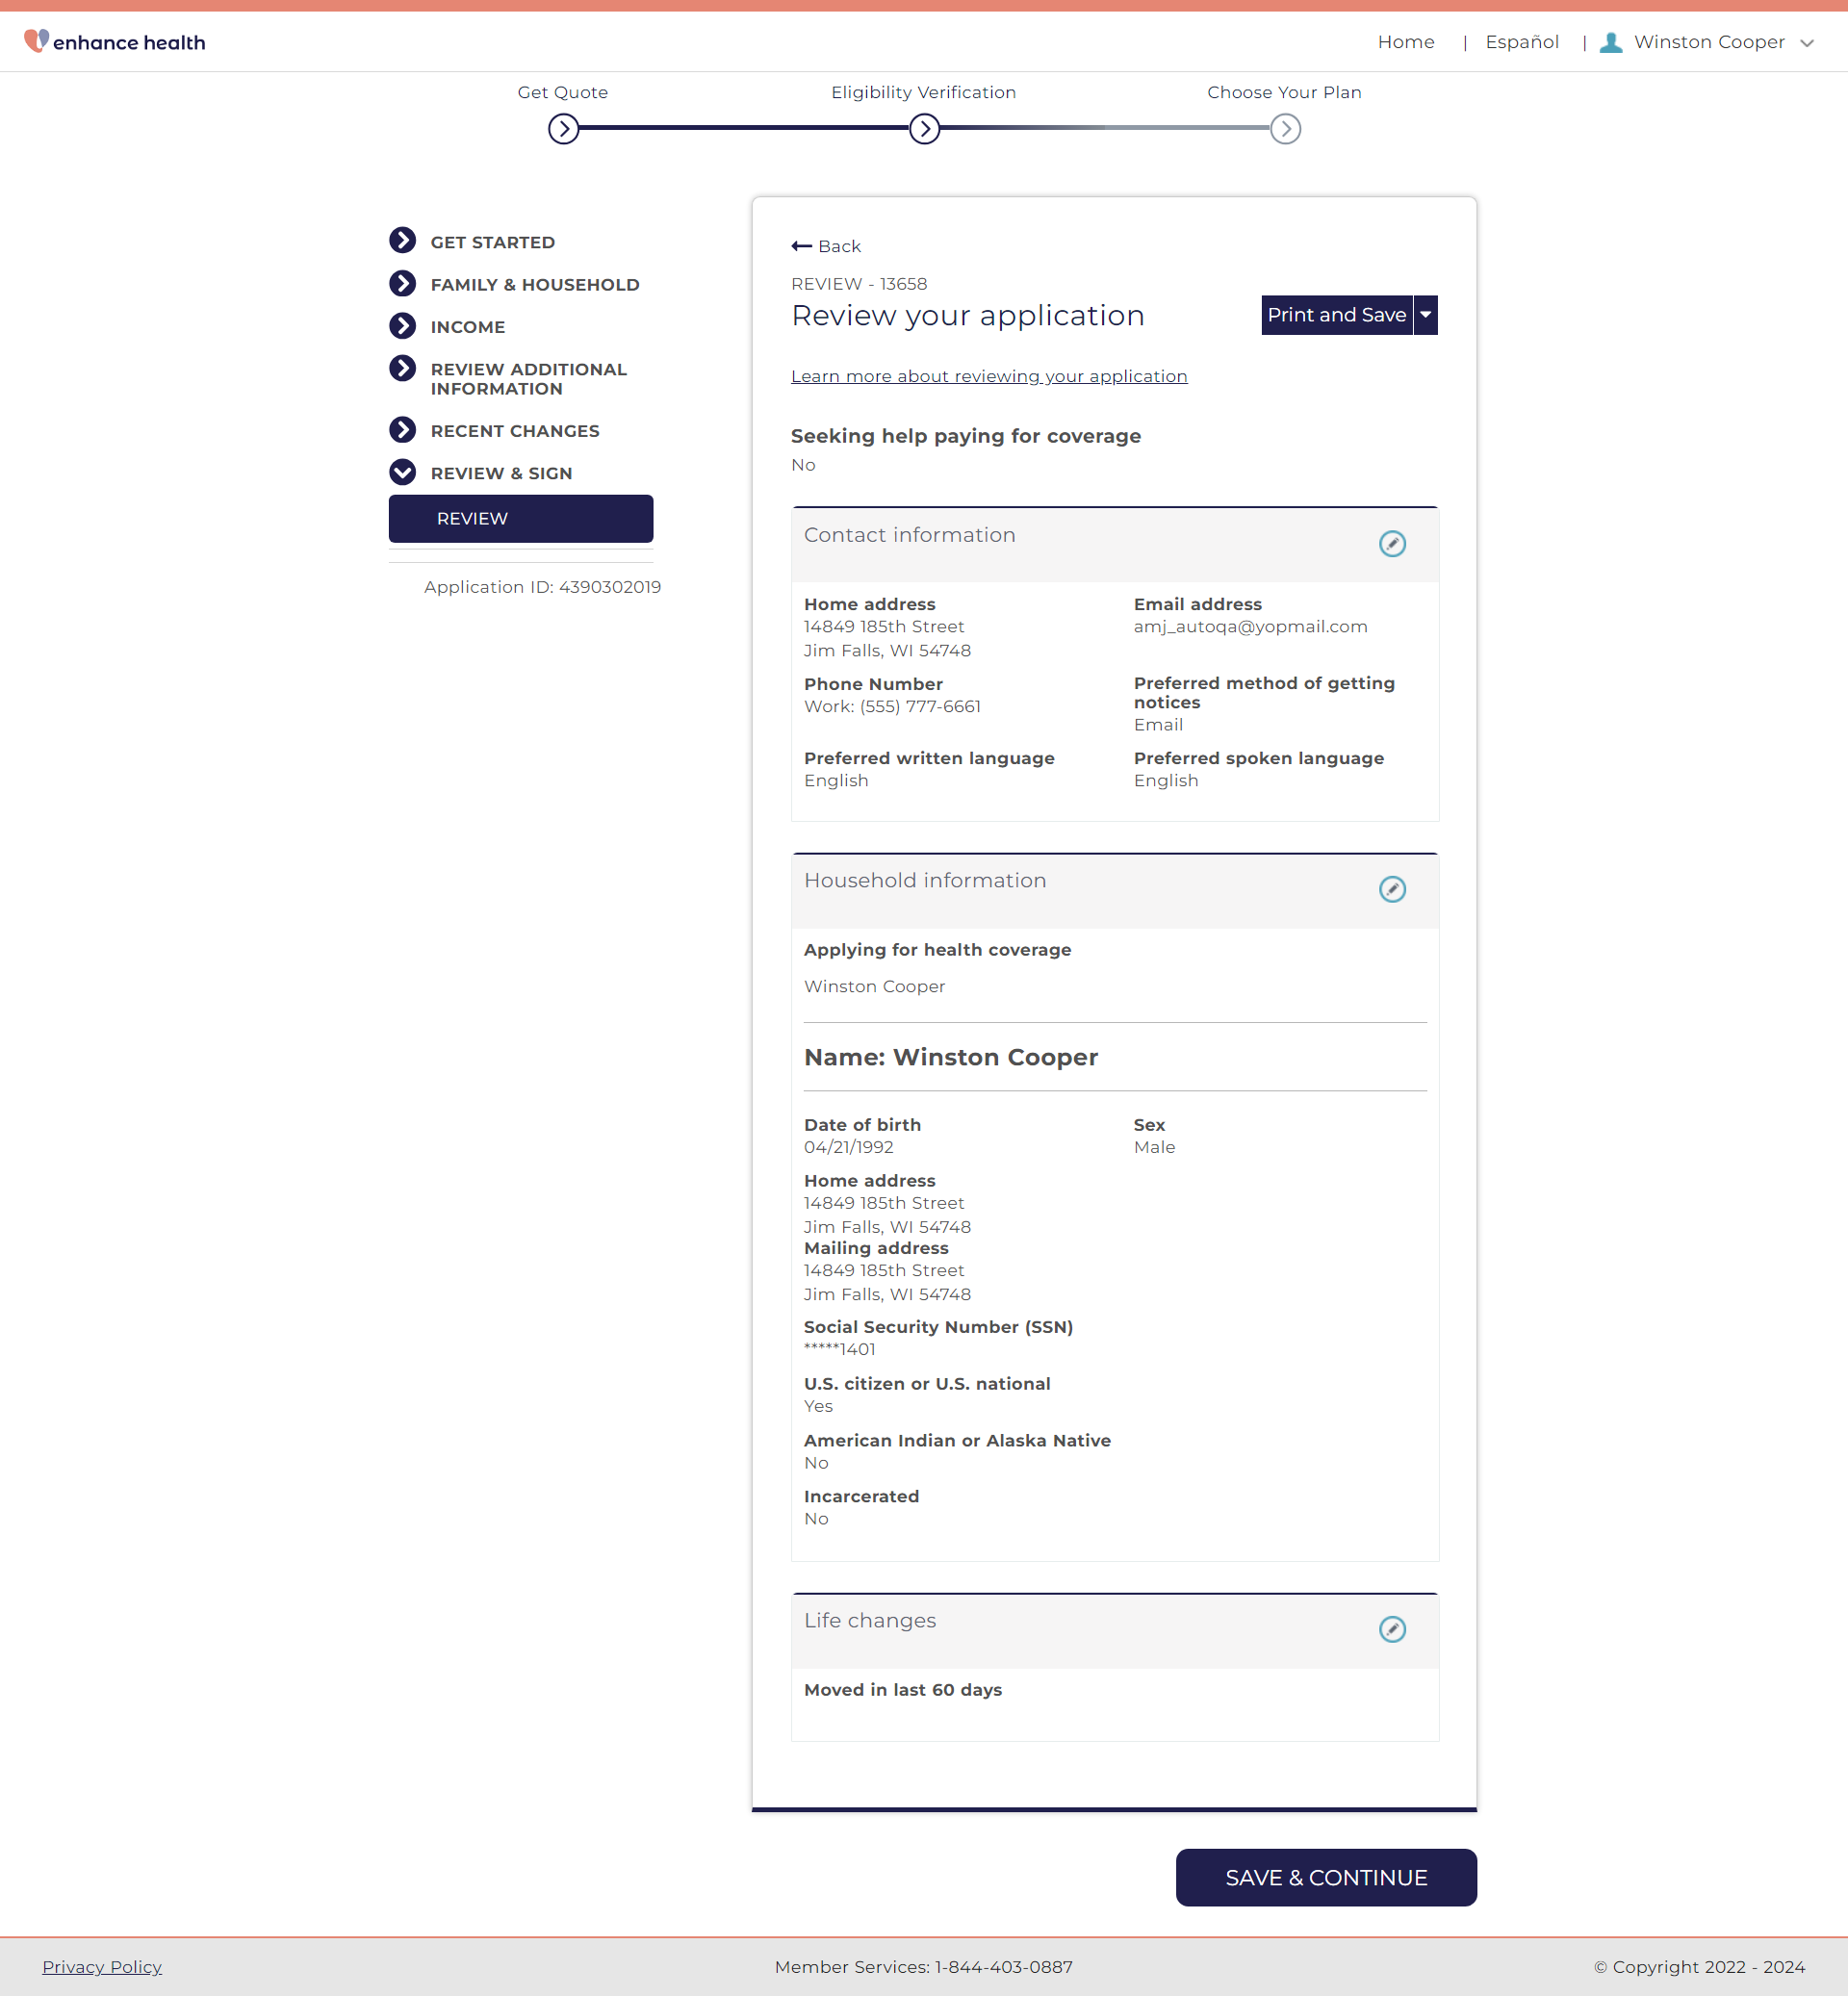 enhance health
Home | Español | Winston Cooper
Get Quote
Eligibility Verification
Choose Your Plan
GET STARTED
FAMILY & HOUSEHOLD
INCOME
REVIEW ADDITIONAL
INFORMATION
RECENT CHANGES
REVIEW & SIGN
REVIEW
Application ID: 4390302019
Back
REVIEW - 13658
Review your application
Print and Save
Learn more about reviewing your application
Seeking help paying for coverage
No
Contact information
Home address
14849 185th Street
Jim Falls, WI 54748
Email address
amj_autoqa@yopmail.com
Phone Number
Work: (555) 777-6661
Preferred method of getting
notices
Email
Preferred written language
English
Preferred spoken language
English
Household information
Applying for health coverage
Winston Cooper
Name: Winston Cooper
Date of birth
04/21/1992
Sex
Male
Home address
14849 185th Street
Jim Falls, WI 54748
Mailing address
14849 185th Street
Jim Falls, WI 54748
Social Security Number (SSN)
*****1401
U.S. citizen or U.S. national
Yes
American Indian or Alaska Native
No
Incarcerated
No
Life changes
Moved in last 60 days
SAVE & CONTINUE
Privacy Policy
Member Services: 1-844-403-0887
© Copyright 2022 - 2024